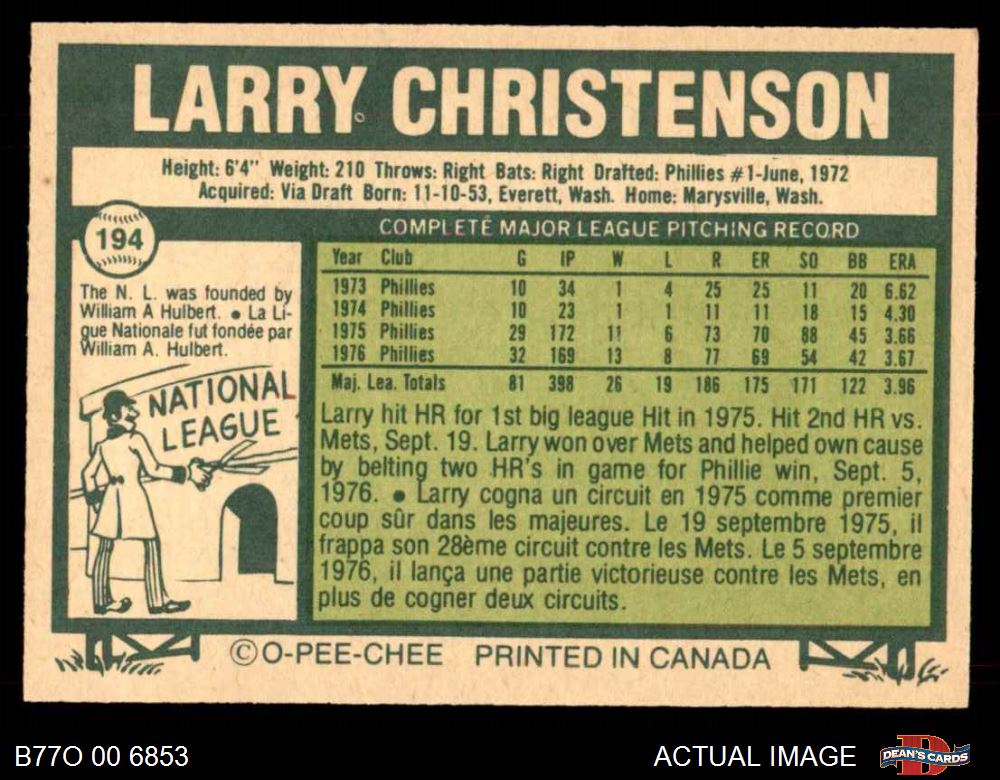 LARRY CHRISTENSON
Height: 6'4" Weight: 210 Throws: Right Bats: Right Drafted: Phillies #1-June, 1972
Acquired: Via Draft Born: 11-10-53, Everett, Wash. Home: Marysville, Wash.
194
The N. L. was founded by
William A Hulbert. ● La Li-
gue Nationale fut fondée par
William A. Hulbert.
NATIONAL
LEAGUE
COMPLETE MAJOR LEAGUE PITCHING RECORD
Year Club G IP W L R ER SO BB ERA
1973 Phillies 10 34 1 4 25 25 11 20 6.62
1974 Phillies 10 23 1 1 11 11 18 15 4.30
1975 Phillies 29 172 11 6 73 70 88 45 3.66
1976 Phillies 32 169 13 8 77 69 54 42 3.67
Maj. Lea. Totals 81 398 26 19 186 175 171 122 3.96
Larry hit HR for 1st big league Hit in 1975. Hit 2nd HR vs.
Mets, Sept. 19. Larry won over Mets and helped own cause
by belting two HR's in game for Phillie win, Sept. 5,
1976. ● Larry cogna un circuit en 1975 comme premier
coup sûr dans les majeures. Le 19 septembre 1975, il
frappa son 28ème circuit contre les Mets. Le 5 septembre
1976, il lança une partie victorieuse contre les Mets, en
plus de cogner deux circuits.
©O-PEE-CHEE PRINTED IN CANADA
B77O 00 6853
ACTUAL IMAGE
DEAN'S CARDS